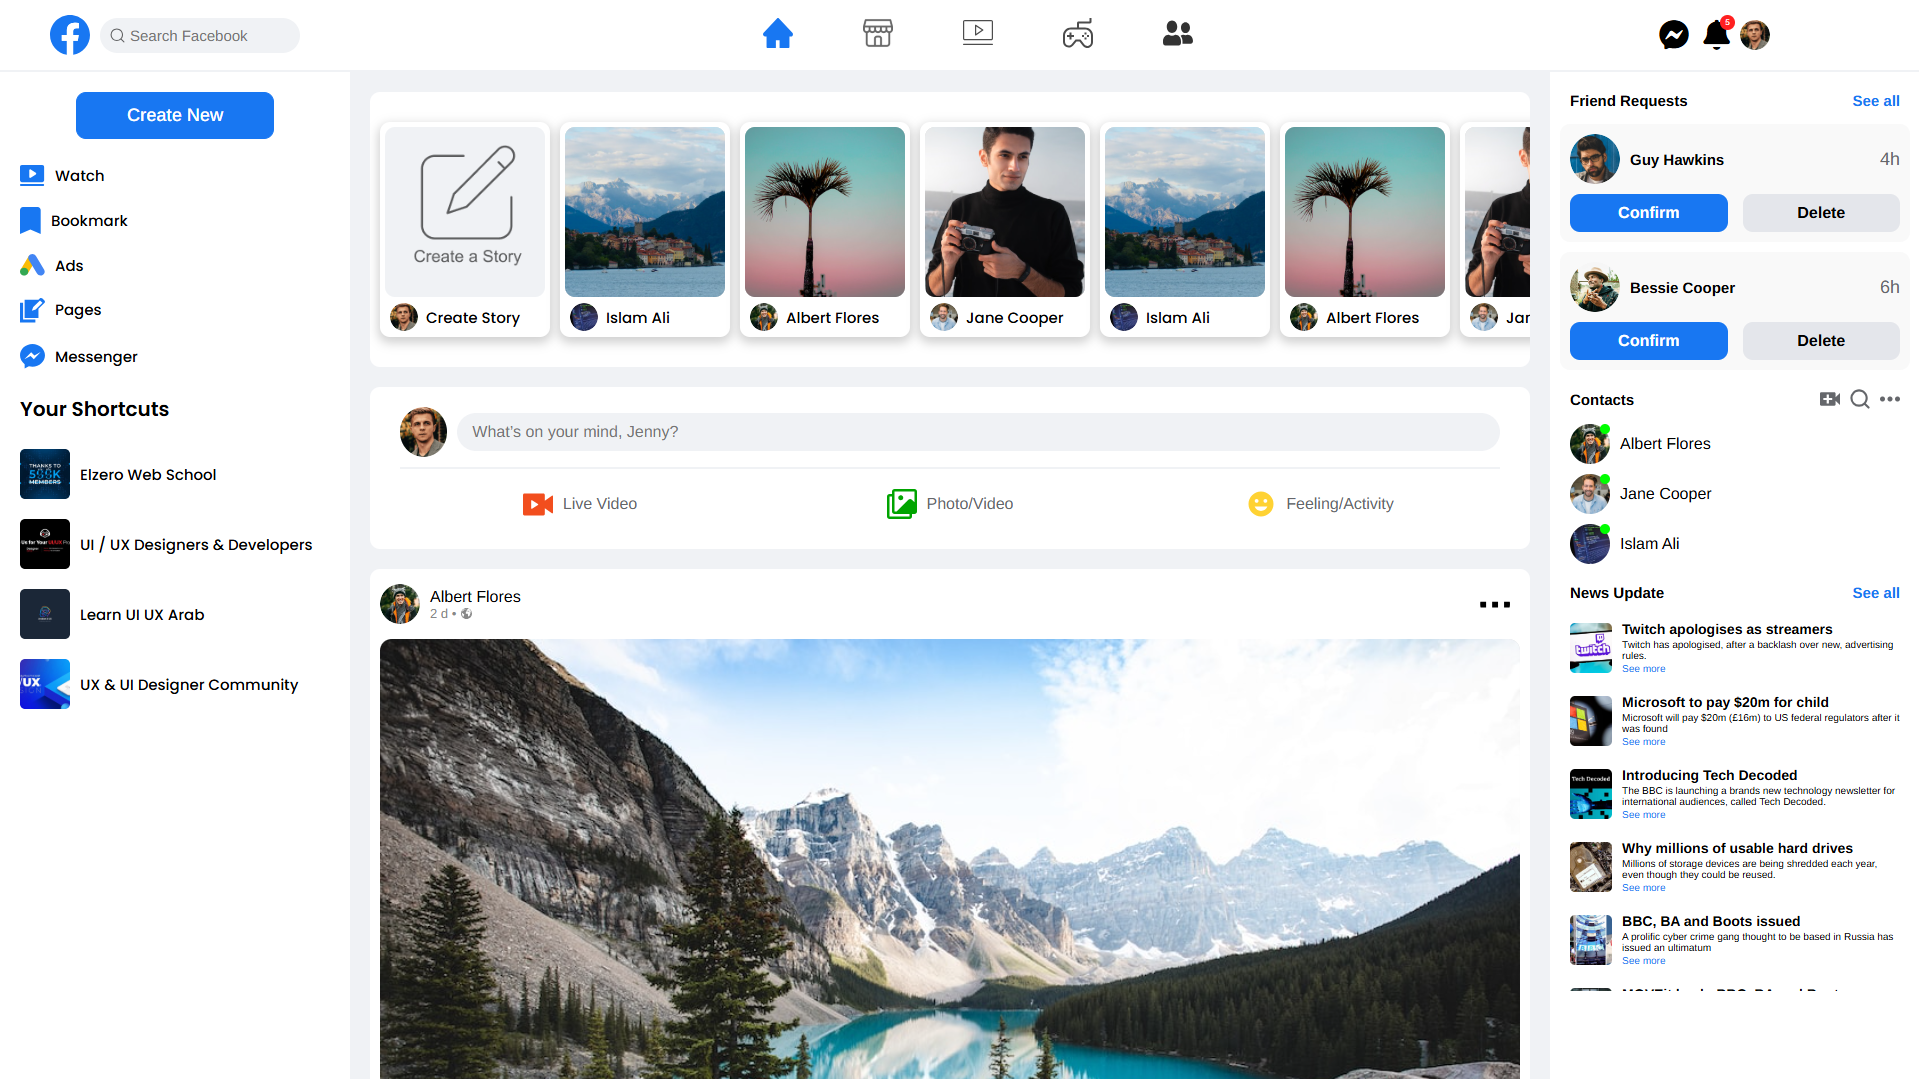 Search Facebook
5
Create New
Watch
Bookmark
Ads
Pages
Messenger
Your Shortcuts
THANKS TO
500K
MEMBERS
Elzero Web School
UI / UX Designers & Developers
Learn UI UX Arab
UX
UX & UI Designer Community
Create a Story
Create Story
Islam Ali
Albert Flores
Jane Cooper
Islam Ali
Albert Flores
Jar
What's on your mind, Jenny?
Live Video
Photo/Video
Feeling/Activity
Albert Flores
2 d •
Friend Requests
See all
Guy Hawkins
4h
Confirm
Delete
Bessie Cooper
6h
Confirm
Delete
Contacts
Albert Flores
Jane Cooper
Islam Ali
News Update
See all
twitch
Twitch apologises as streamers
Twitch has apologised, after a backlash over new, advertising
rules.
See more
Microsoft to pay $20m for child
Microsoft will pay $20m (£16m) to US federal regulators after it
was found
See more
Tech Decoded
Introducing Tech Decoded
The BBC is launching a brands new technology newsletter for
international audiences, called Tech Decoded.
See more
Why millions of usable hard drives
Millions of storage devices are being shredded each year,
even though they could be reused.
See more
BBC, BA and Boots issued
A prolific cyber crime gang thought to be based in Russia has
issued an ultimatum
See more